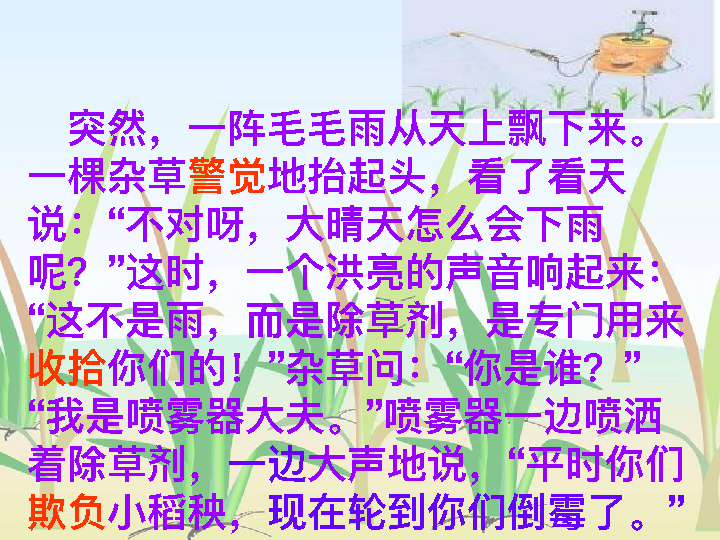 突然，一阵毛毛雨从天上飘下来。
一棵杂草警觉地抬起头，看了看天
说：“不对呀，大晴天怎么会下雨
呢？”这时，一个洪亮的声音响起来：
“这不是雨，而是除草剂，是专门用来
收拾你们的！”杂草问：“你是谁？”
“我是喷雾器大夫。”喷雾器一边喷洒
着除草剂，一边大声地说，“平时你们
欺负小稻秧，现在轮到你们倒霉了。”